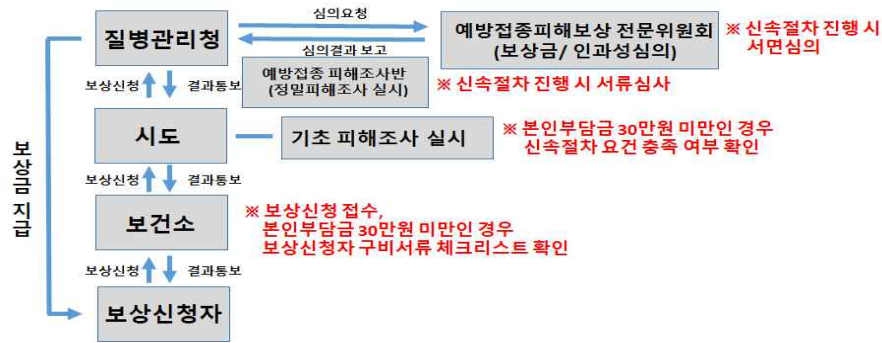 심의요청
질병관리청
심의결과 보고
예방접종피해보상 전문위원회
(보상금/ 인과성심의)
※ 신속절차 진행 시
서면심의
예방접종 피해조사반
(정밀피해조사 실시)
※ 신속절차 진행 시 서류심사
보상신청
결과통보
시도
기초 피해조사 실시
※ 본인부담금 30만원 미만인 경우
신속절차 요건 충족 여부 확인
보상금 지급
보상신청
결과통보
보건소
※ 보상신청 접수,
본인부담금 30만원 미만인 경우
보상신청자 구비서류 체크리스트 확인
보상신청
결과통보
보상신청자